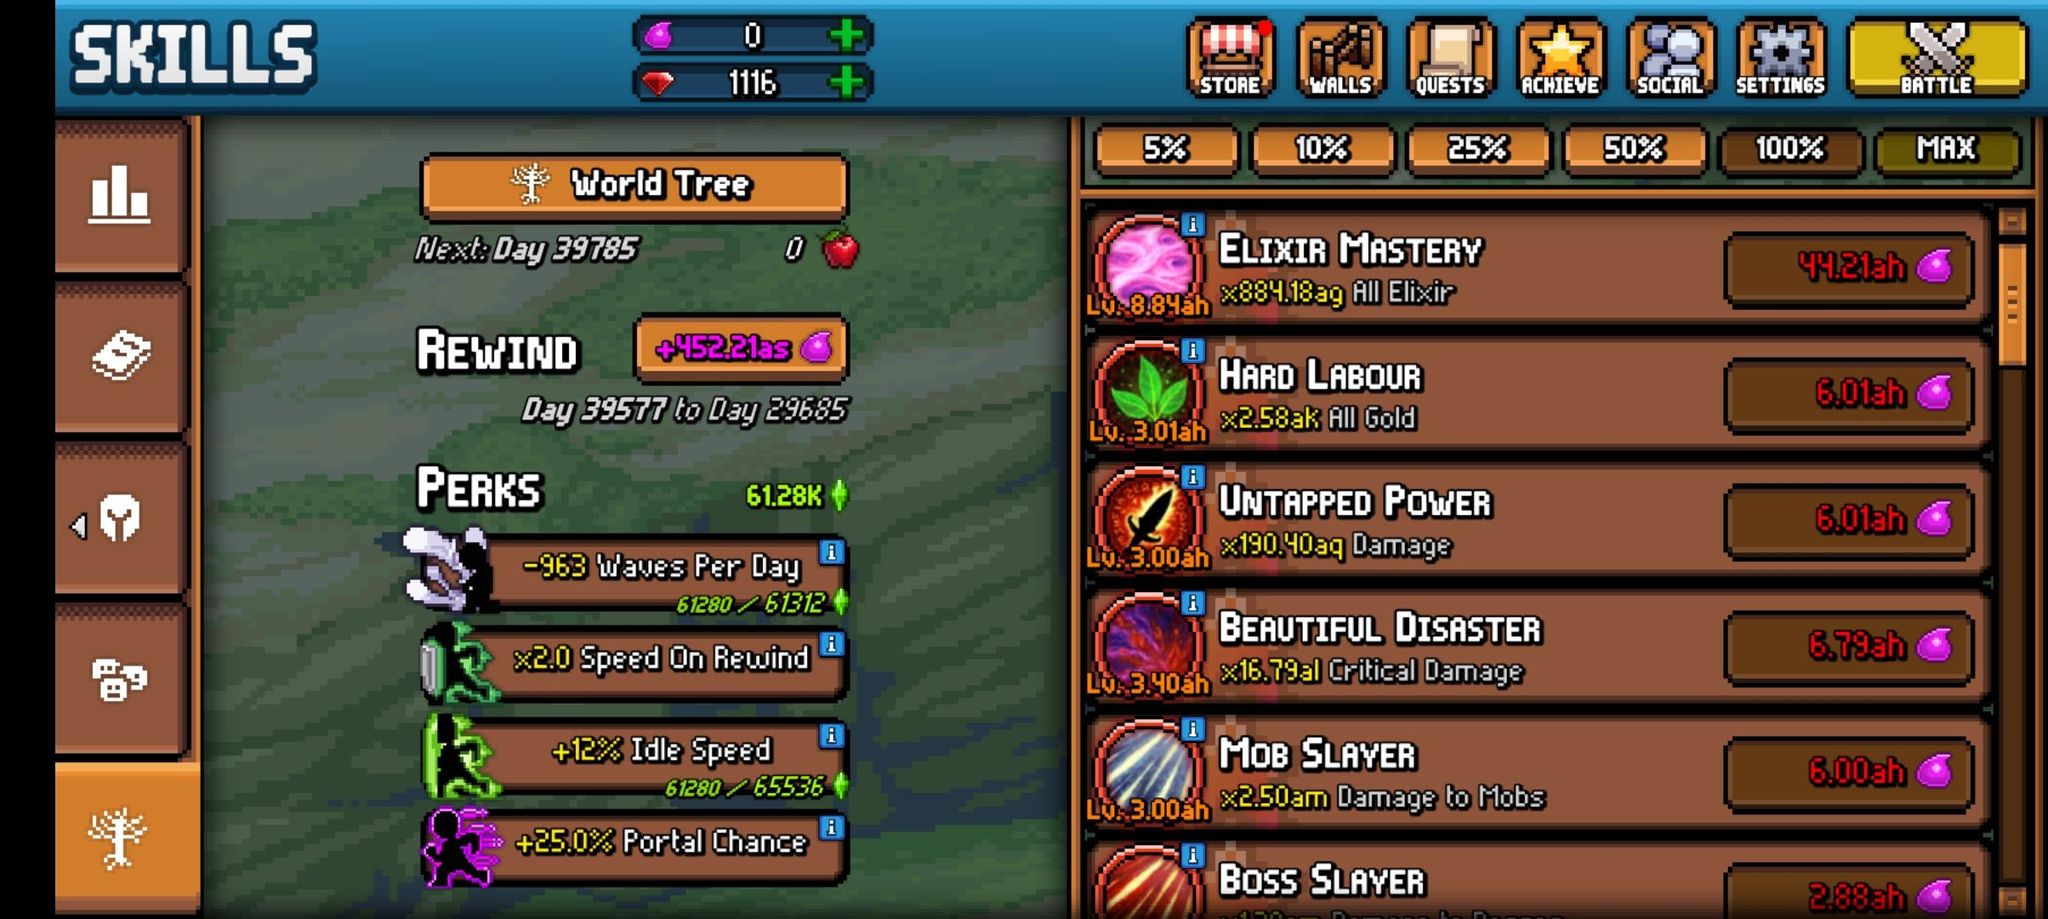 SKILLS
0
1116
STORE
WALLS
QUESTS
ACHIEVE
SOCIAL
SETTINGS
BATTLE
World Tree
Next: Day 39785
0
REWIND
+452.21as
Day 39577 to Day 29685
PERKS
61.28K
-963 Waves Per Day
61280 / 61312
x2.0 Speed On Rewind
+12% Idle Speed
61280 / 65536
+25.0% Portal Chance
5%
10%
25%
50%
100%
MAX
ELIXIR MASTERY
x884.18ag All Elixir
Lv. 8.84ah
44.21ah
HARD LABOUR
x2.58ak All Gold
Lv. 3.01ah
6.01ah
UNTAPPED POWER
x190.40aq Damage
Lv. 3.00ah
6.01ah
BEAUTIFUL DISASTER
x16.79al Critical Damage
Lv. 3.40ah
6.79ah
MOB SLAYER
x2.50am Damage to Mobs
Lv. 3.00ah
6.00ah
BOSS SLAYER
2.88ah